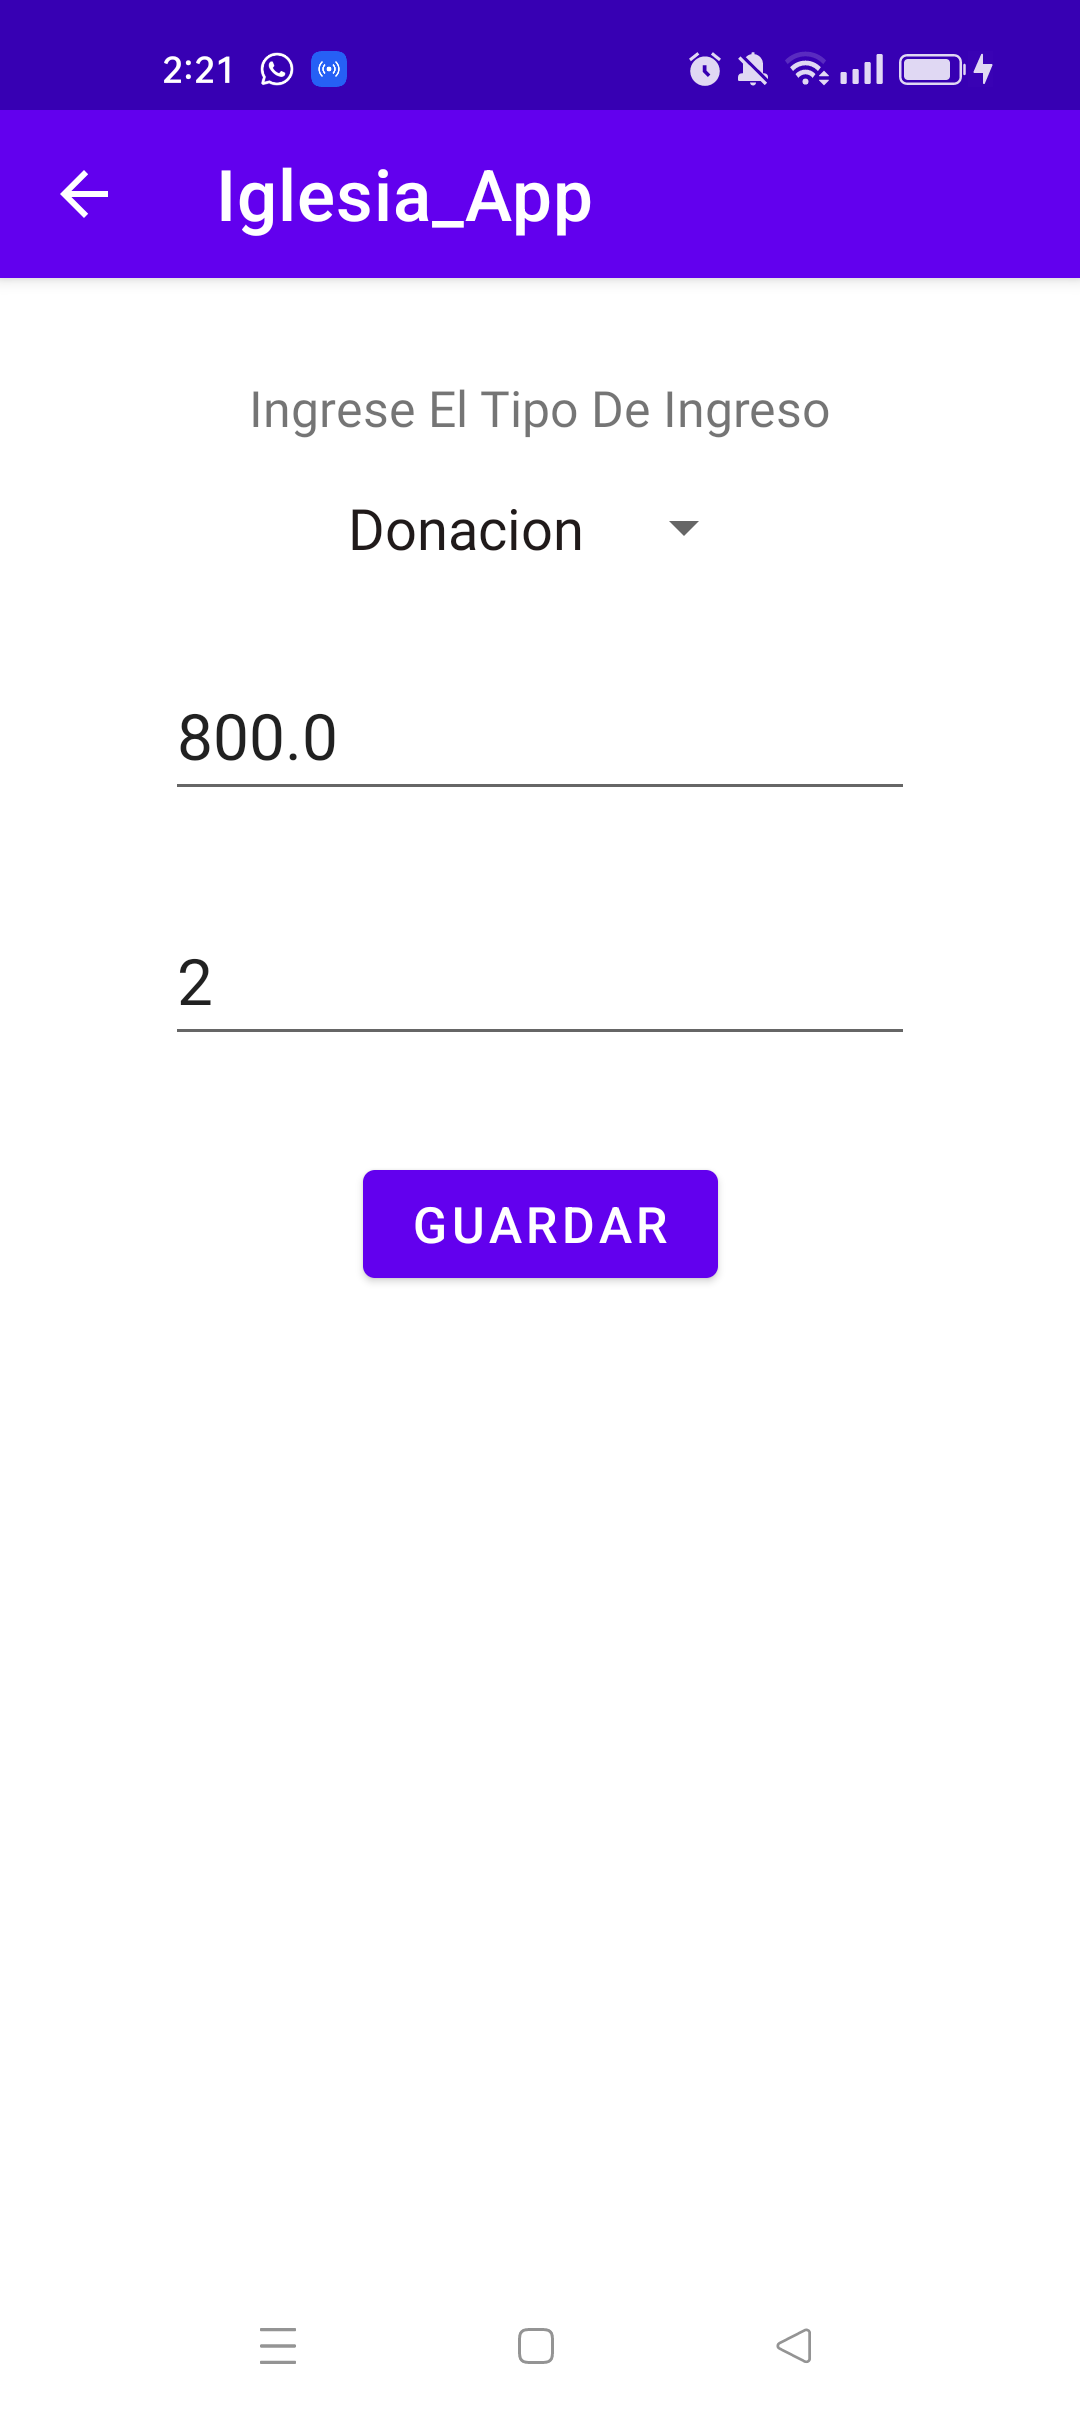 2:21
Iglesia_App
Ingrese El Tipo De Ingreso
Donacion
800.0
2
GUARDAR